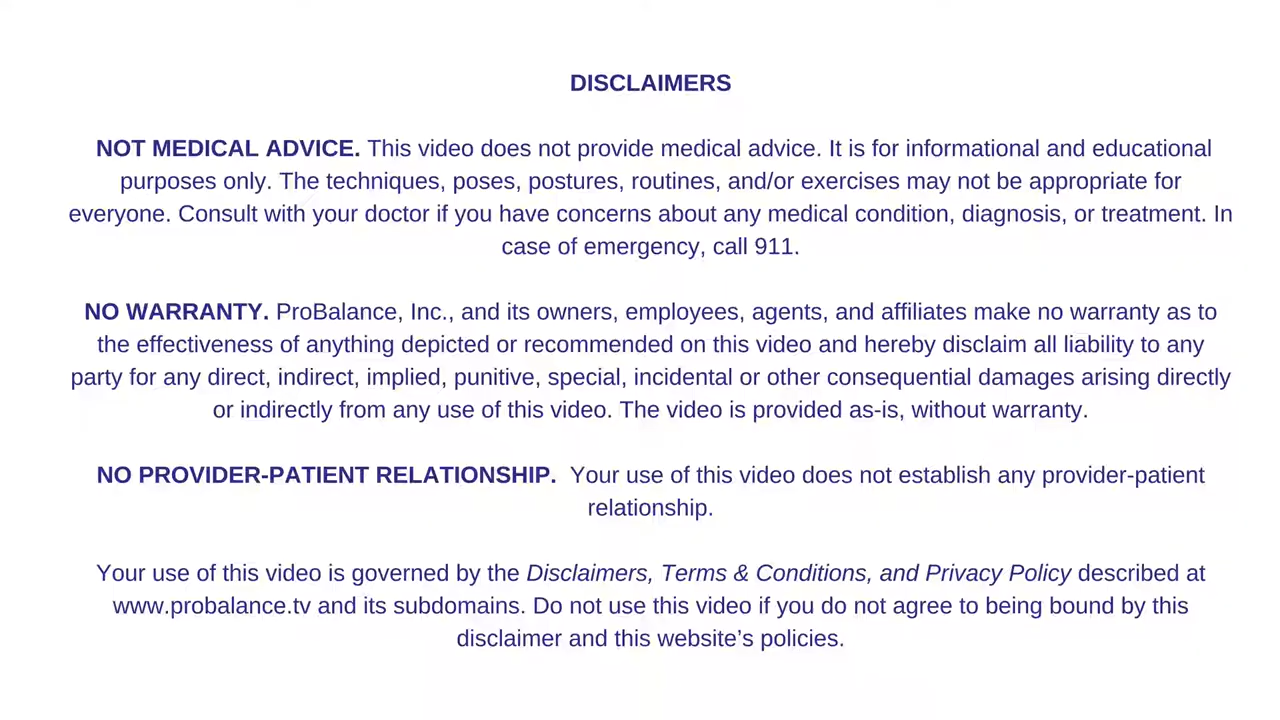 DISCLAIMERS
NOT MEDICAL ADVICE. This video does not provide medical advice. It is for informational and educational
purposes only. The techniques, poses, postures, routines, and/or exercises may not be appropriate for
everyone. Consult with your doctor if you have concerns about any medical condition, diagnosis, or treatment. In
case of emergency, call 911.
NO WARRANTY. ProBalance, Inc., and its owners, employees, agents, and affiliates make no warranty as to
the effectiveness of anything depicted or recommended on this video and hereby disclaim all liability to any
party for any direct, indirect, implied, punitive, special, incidental or other consequential damages arising directly
or indirectly from any use of this video. The video is provided as-is, without warranty.
NO PROVIDER-PATIENT RELATIONSHIP.  Your use of this video does not establish any provider-patient
relationship.
Your use of this video is governed by the Disclaimers, Terms & Conditions, and Privacy Policy described at
www.probalance.tv and its subdomains. Do not use this video if you do not agree to being bound by this
disclaimer and this website’s policies.